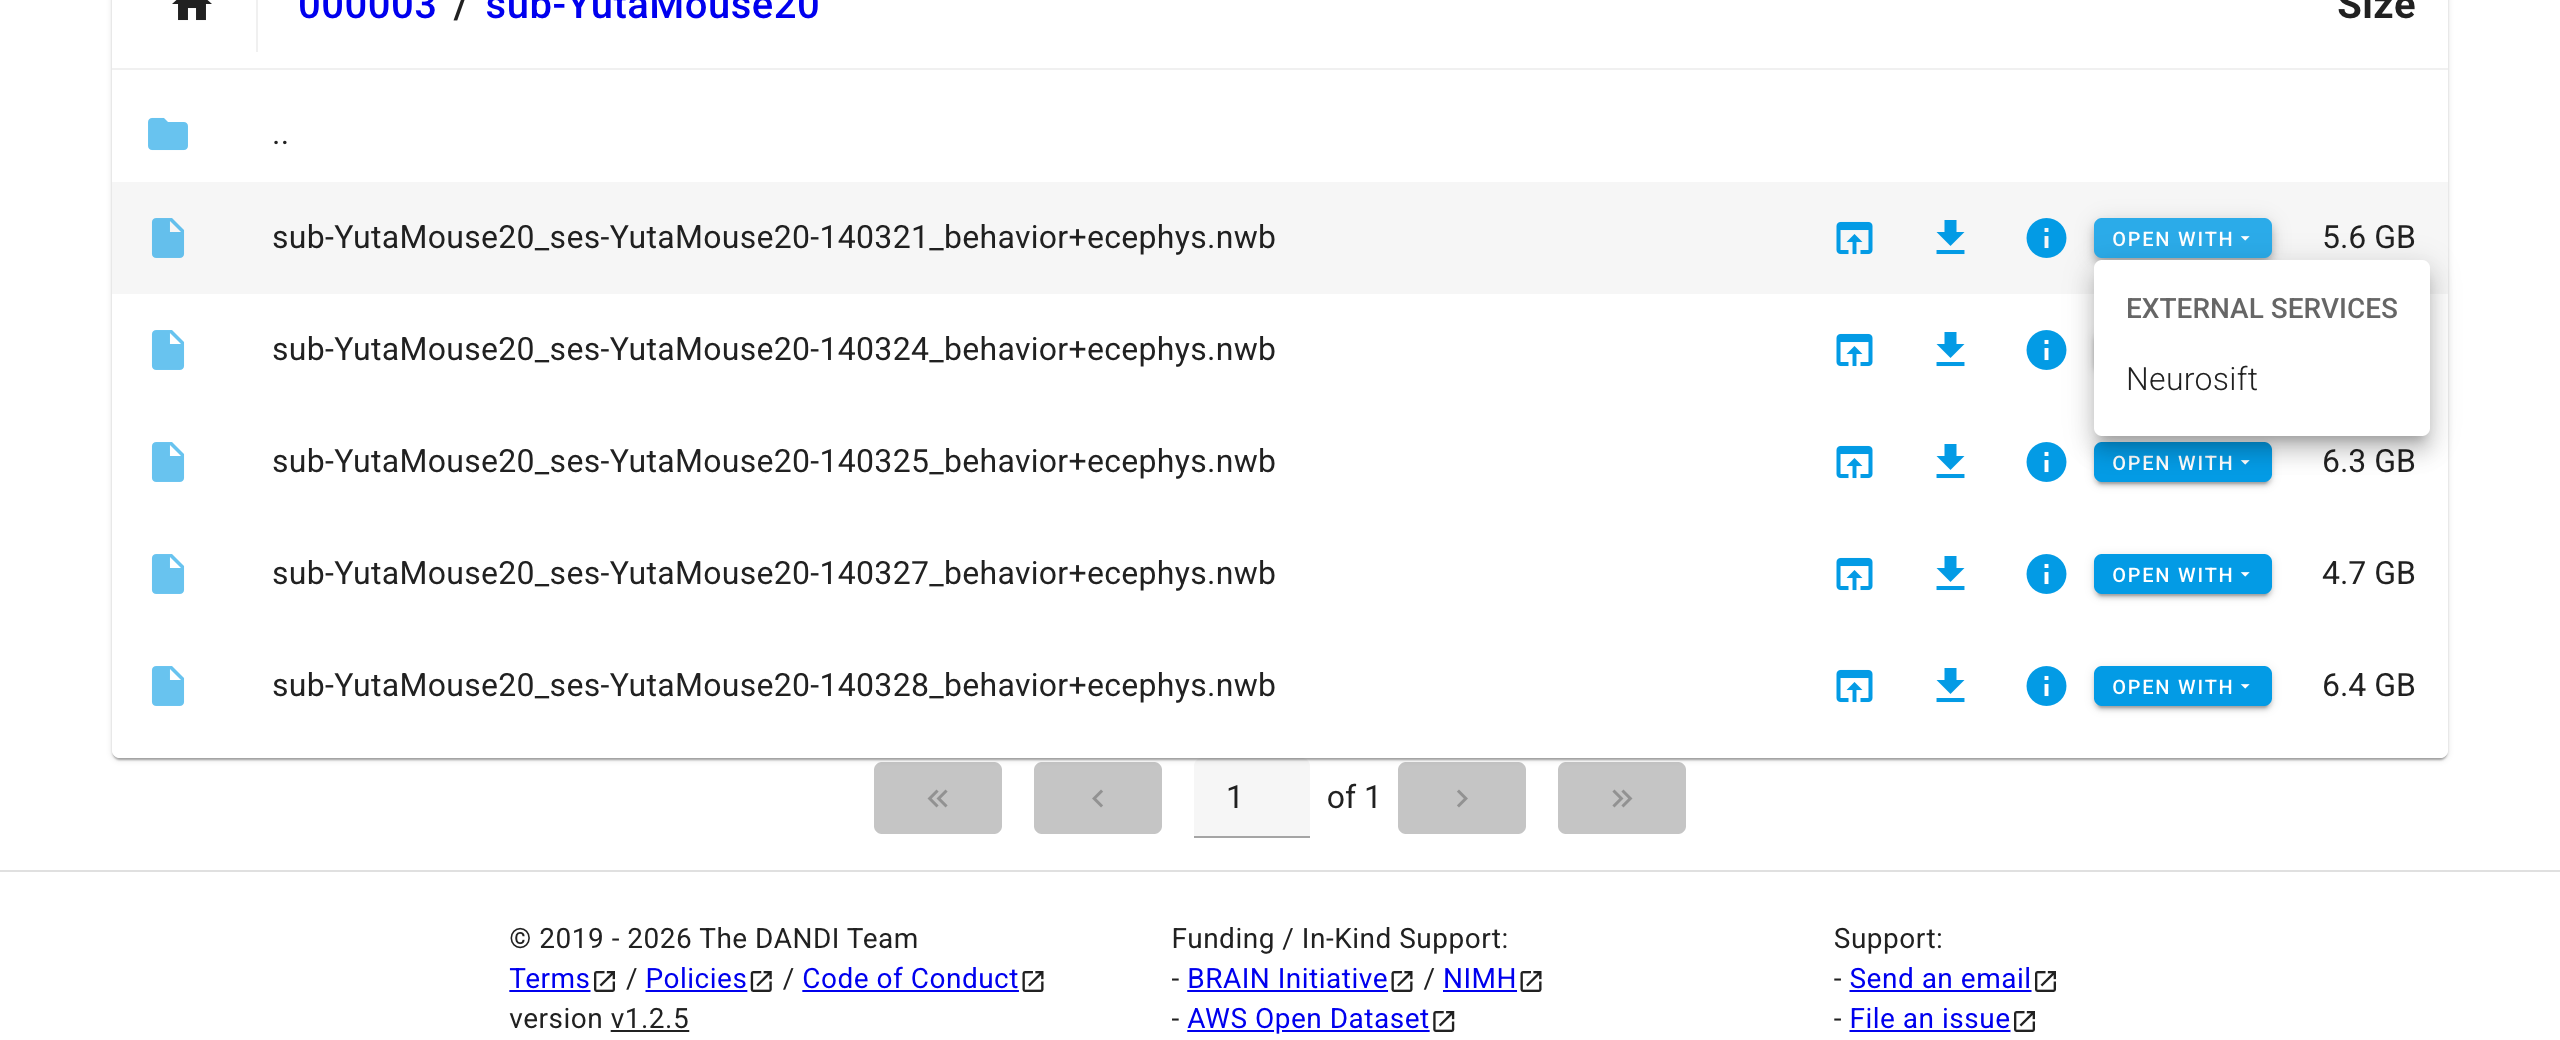 000003 / sub-YutaMouse20 Size
..
sub-YutaMouse20_ses-YutaMouse20-140321_behavior+ecephys.nwb OPEN WITH 5.6 GB
EXTERNAL SERVICES
sub-YutaMouse20_ses-YutaMouse20-140324_behavior+ecephys.nwb
Neurosift
sub-YutaMouse20_ses-YutaMouse20-140325_behavior+ecephys.nwb OPEN WITH 6.3 GB
sub-YutaMouse20_ses-YutaMouse20-140327_behavior+ecephys.nwb OPEN WITH 4.7 GB
sub-YutaMouse20_ses-YutaMouse20-140328_behavior+ecephys.nwb OPEN WITH 6.4 GB
1 of 1
© 2019 - 2026 The DANDI Team
Terms / Policies / Code of Conduct
version v1.2.5
Funding / In-Kind Support:
- BRAIN Initiative / NIMH
- AWS Open Dataset
Support:
- Send an email
- File an issue